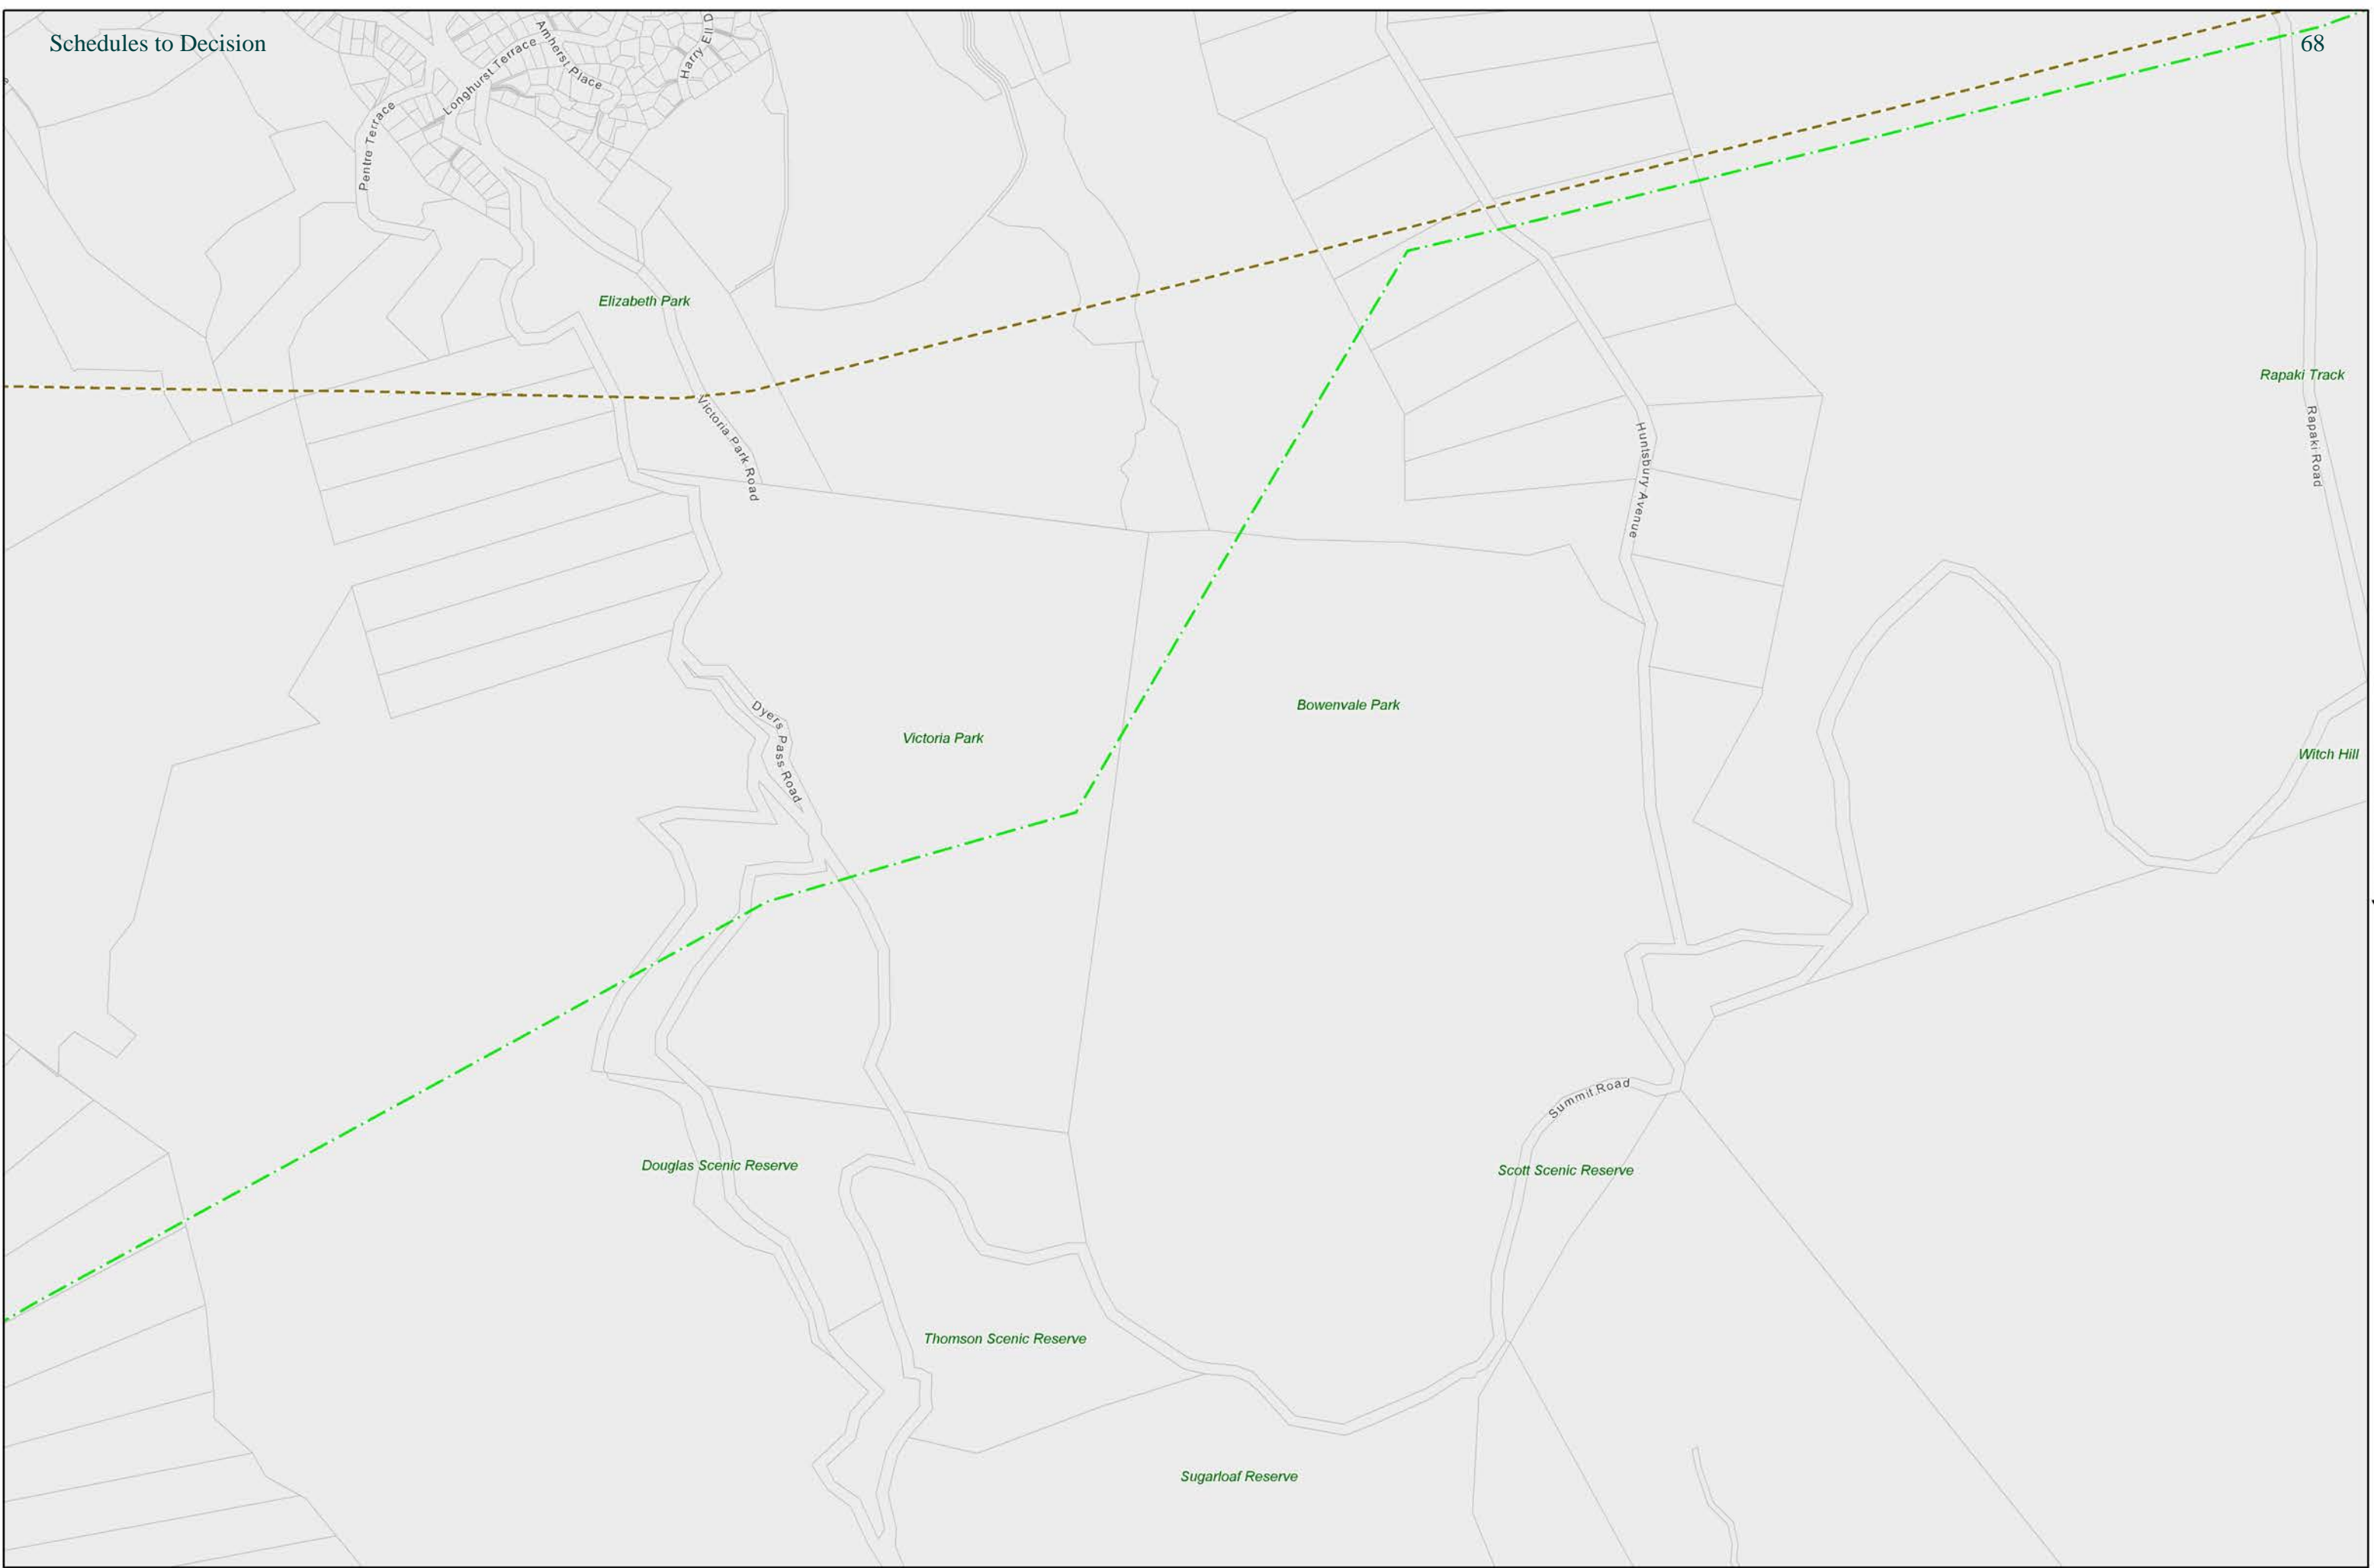 Schedules to Decision
68
Amherst Place
Longhurst Terrace
Harry Ell D
Pentre Terrace
Elizabeth Park
Rapaki Track
Victoria Park Road
Rapaki Road
Huntsbury Avenue
Bowenvale Park
Dyers Pass Road
Victoria Park
Witch Hill
Summit Road
Douglas Scenic Reserve
Scott Scenic Reserve
Thomson Scenic Reserve
Sugarloaf Reserve